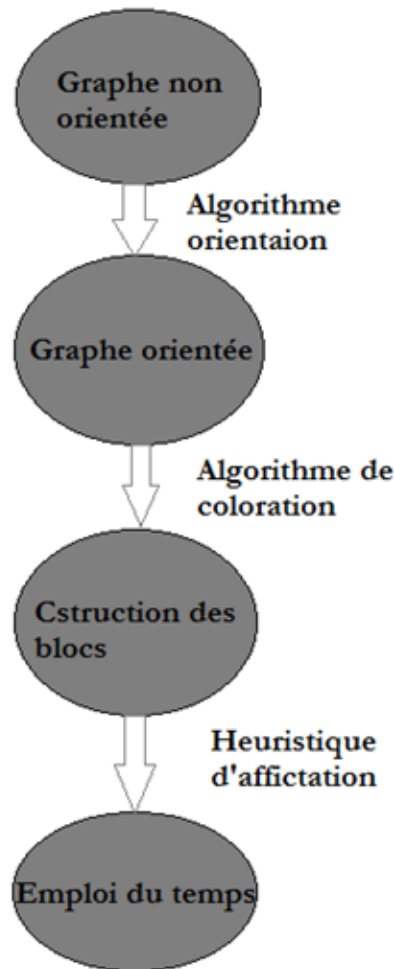 Graphe non
orientée
Algorithme
orientaion
Graphe orientée
Algorithme de
coloration
Cstruction des
blocs
Heuristique
d'affictation
Emploi du temps